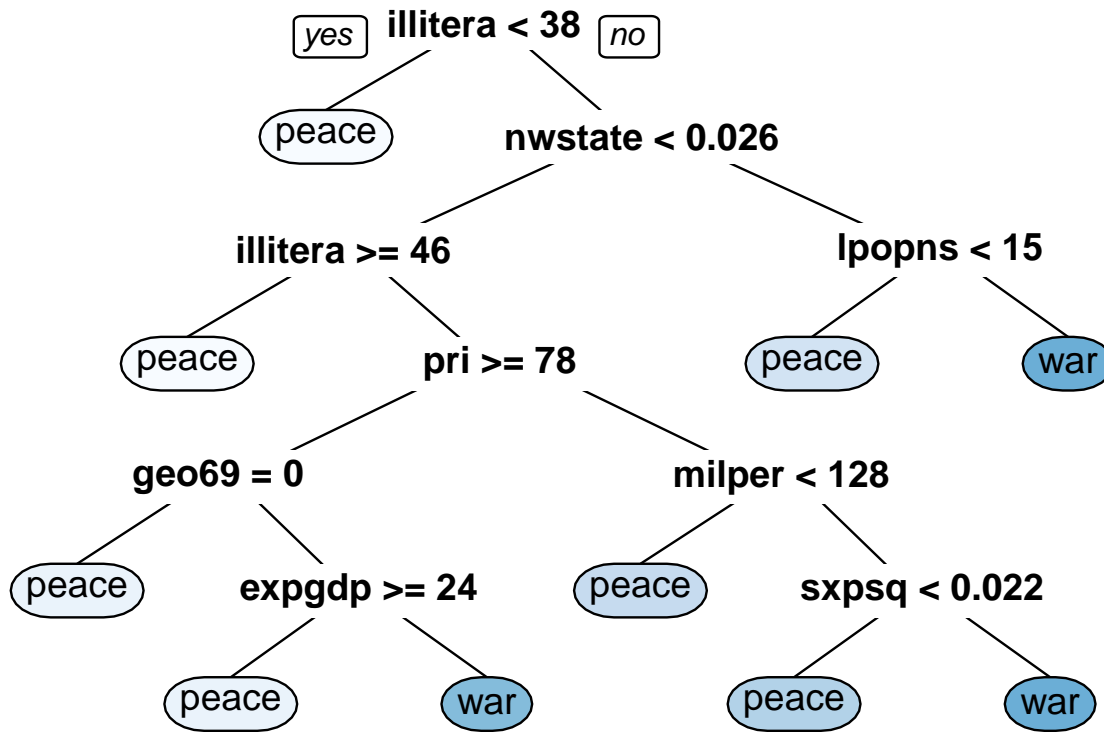 yes illitera < 38 no
peace nwstate < 0.026
illitera >= 46 lpopns < 15
peace pri >= 78 peace war
geo69 = 0 milper < 128
peace expgdp >= 24 peace sxpsq < 0.022
peace war peace war